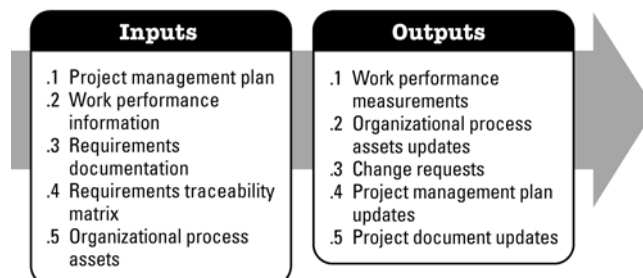 Inputs
.1 Project management plan
.2 Work performance
information
.3 Requirements
documentation
.4 Requirements traceability
matrix
.5 Organizational process
assets
Outputs
.1 Work performance
measurements
.2 Organizational process
assets updates
.3 Change requests
.4 Project management plan
updates
.5 Project document updates